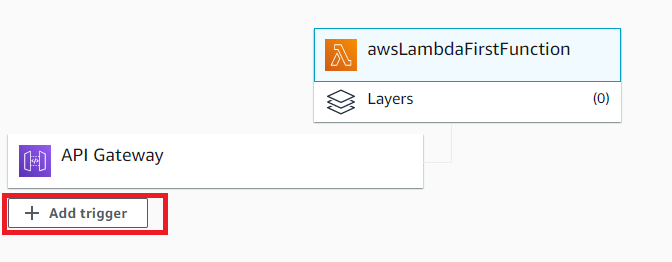 awsLambdaFirstFunction
Layers (0)
API Gateway
+ Add trigger